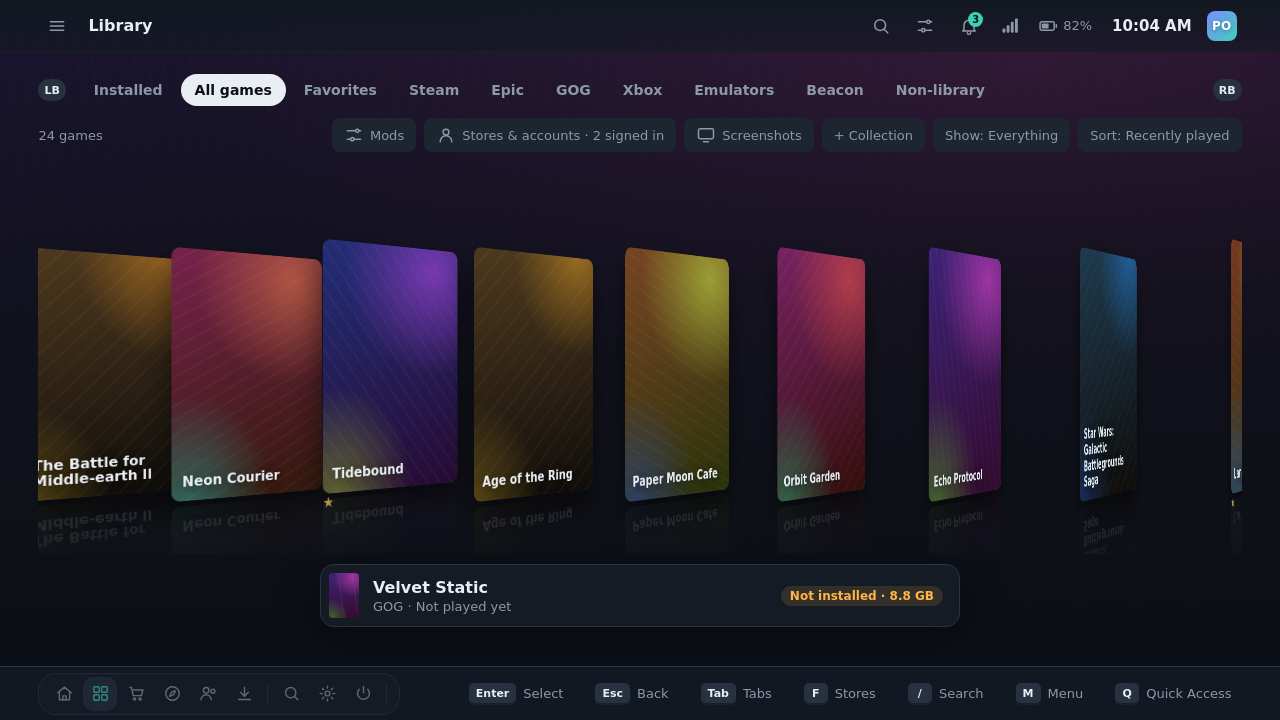 Library
3
82%
10:04 AM
PO
LB
Installed
All games
Favorites
Steam
Epic
GOG
Xbox
Emulators
Beacon
Non-library
RB
24 games
Mods
Stores & accounts · 2 signed in
Screenshots
+ Collection
Show: Everything
Sort: Recently played
The Battle for
Middle-earth II
Neon Courier
Tidebound
Age of the Ring
Paper Moon Cafe
Orbit Garden
Echo Protocol
Star Wars:
Galactic
Battlegrounds
Saga
Velvet Static
GOG · Not played yet
Not installed · 8.8 GB
Enter Select
Esc Back
Tab Tabs
F Stores
/ Search
M Menu
Q Quick Access